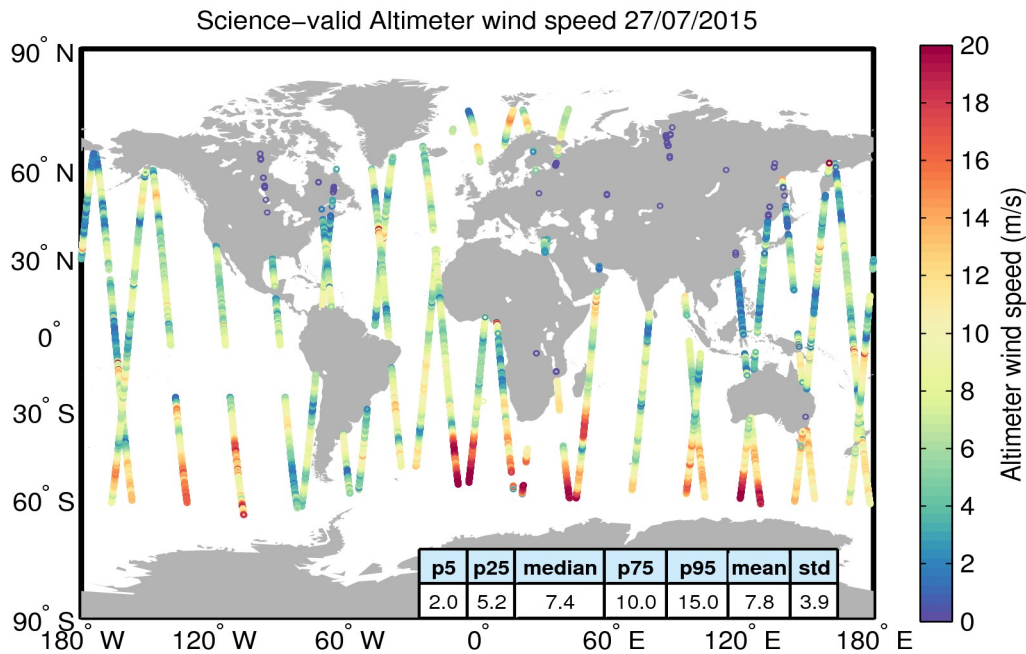 Science−valid Altimeter wind speed 27/07/2015
90° N
60° N
30° N
0°
30° S
60° S
90° S
180° W
120° W
60° W
0°
60° E
120° E
180° E
p5 p25 median p75 p95 mean std
2.0 5.2 7.4 10.0 15.0 7.8 3.9
20
18
16
14
12
10
8
6
4
2
0
Altimeter wind speed (m/s)